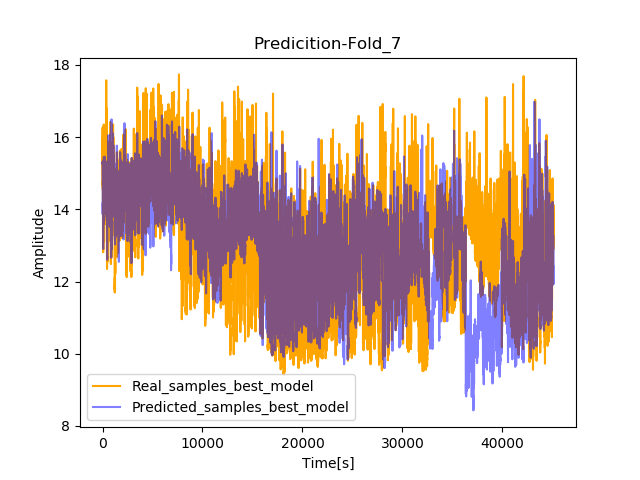 Predicition-Fold_7
18
16
14
12
10
8
Amplitude
Real_samples_best_model
Predicted_samples_best_model
0
10000
20000
30000
40000
Time[s]